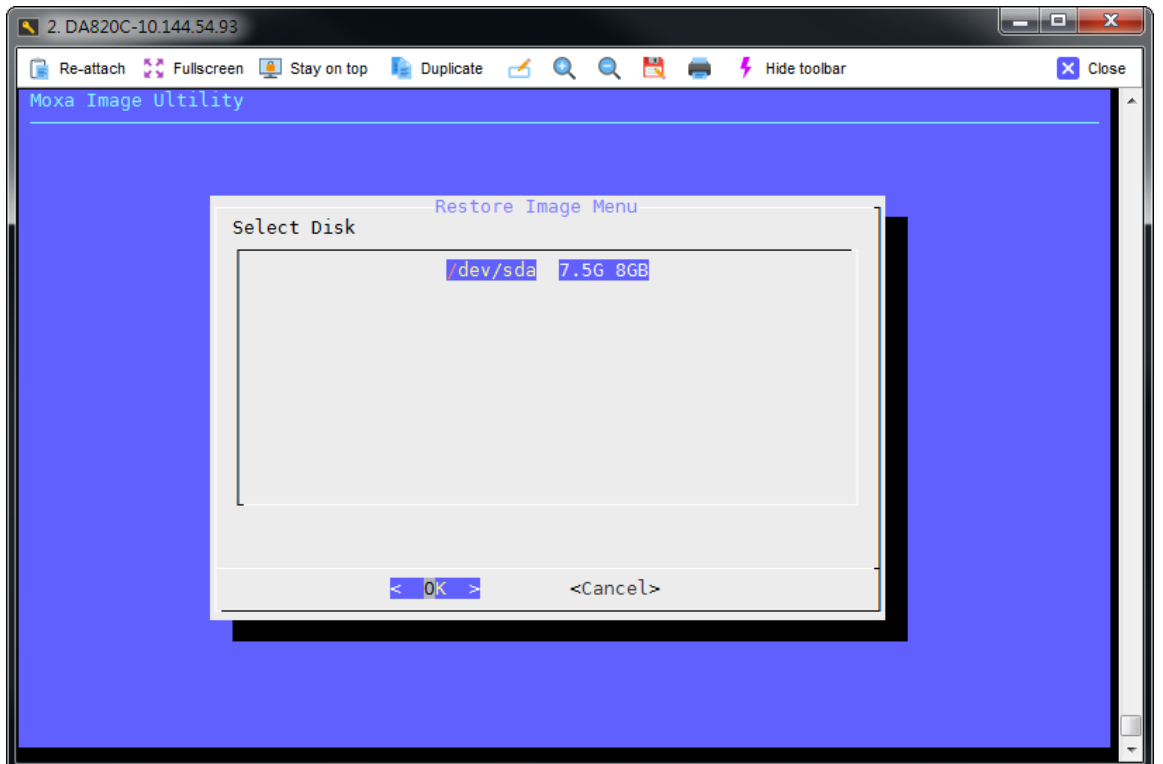 2. DA820C-10.144.54.93
Re-attach Fullscreen Stay on top Duplicate Hide toolbar Close
Moxa Image Ultility
Restore Image Menu
Select Disk
/dev/sda 7.5G 8GB
< OK > <Cancel>